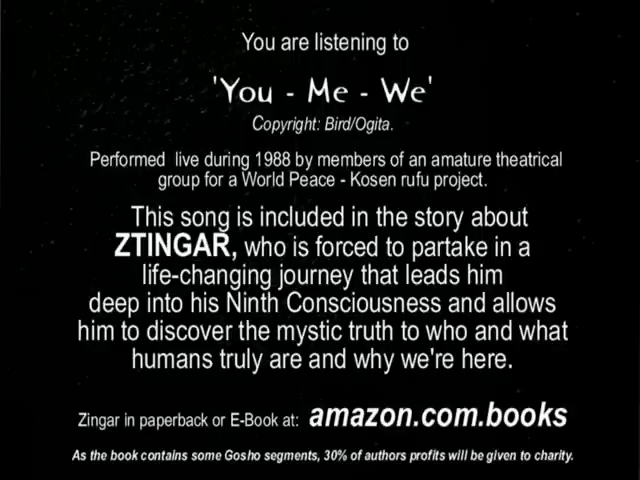 You are listening to
'You - Me - We'
Copyright: Bird/Ogita.
Performed live during 1988 by members of an amature theatrical
group for a World Peace - Kosen rufu project.
This song is included in the story about
ZTINGAR, who is forced to partake in a
life-changing journey that leads him
deep into his Ninth Consciousness and allows
him to discover the mystic truth to who and what
humans truly are and why we're here.
Zingar in paperback or E-Book at: amazon.com.books
As the book contains some Gosho segments, 30% of authors profits will be given to charity.